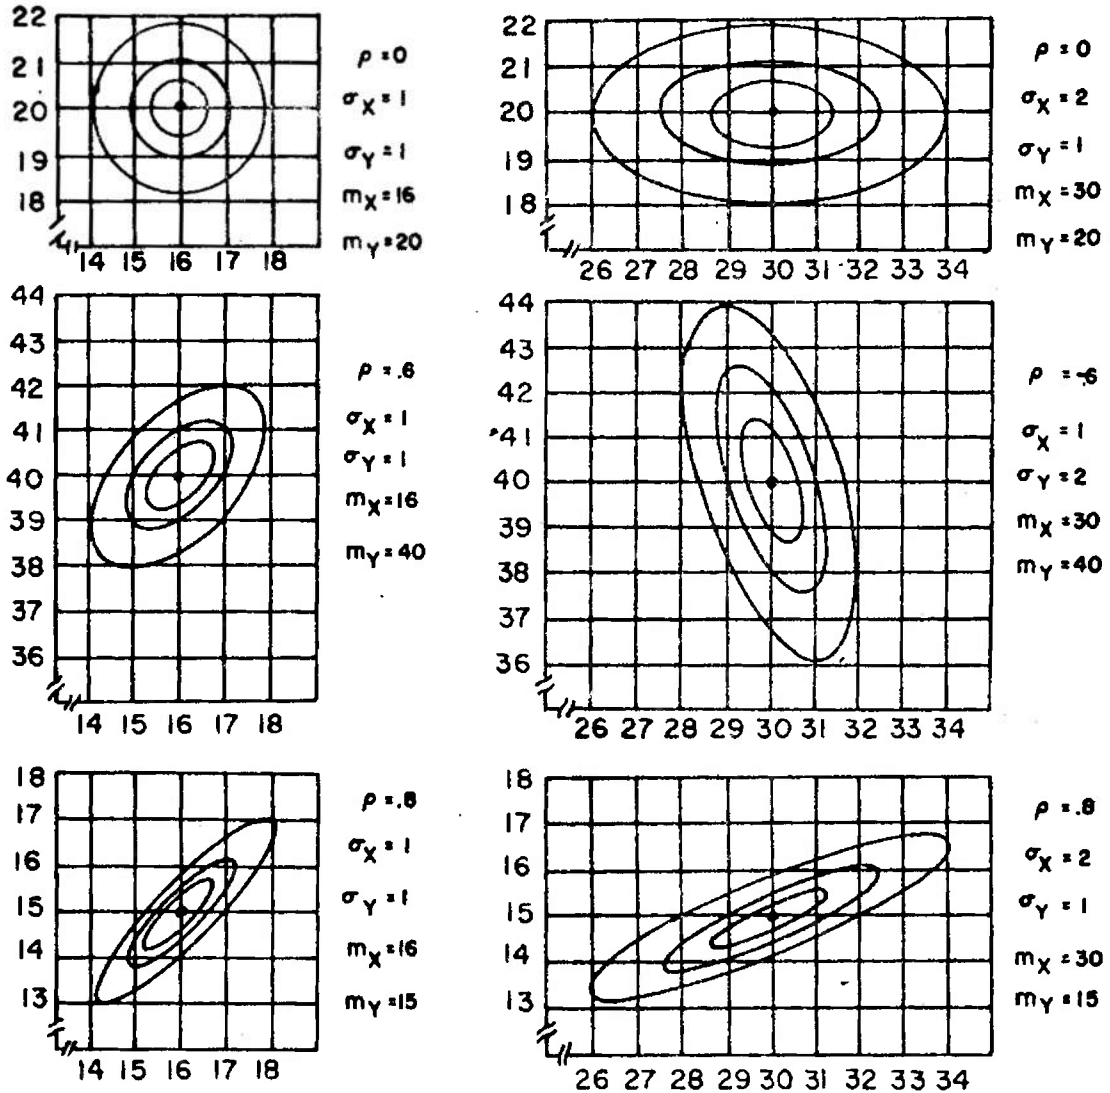 22
21
20
19
18
14 15 16 17 18
ρ = 0
σX = 1
σY = 1
mX = 16
mY = 20
22
21
20
19
18
26 27 28 29 30 31 32 33 34
ρ = 0
σX = 2
σY = 1
mX = 30
mY = 20
44
43
42
41
40
39
38
37
36
14 15 16 17 18
ρ = .6
σX = 1
σY = 1
mX = 16
mY = 40
44
43
42
41
40
39
38
37
36
26 27 28 29 30 31 32 33 34
ρ = -.6
σX = 1
σY = 2
mX = 30
mY = 40
18
17
16
15
14
13
14 15 16 17 18
ρ = .8
σX = 1
σY = 1
mX = 16
mY = 15
18
17
16
15
14
13
26 27 28 29 30 31 32 33 34
ρ = .8
σX = 2
σY = 1
mX = 30
mY = 15